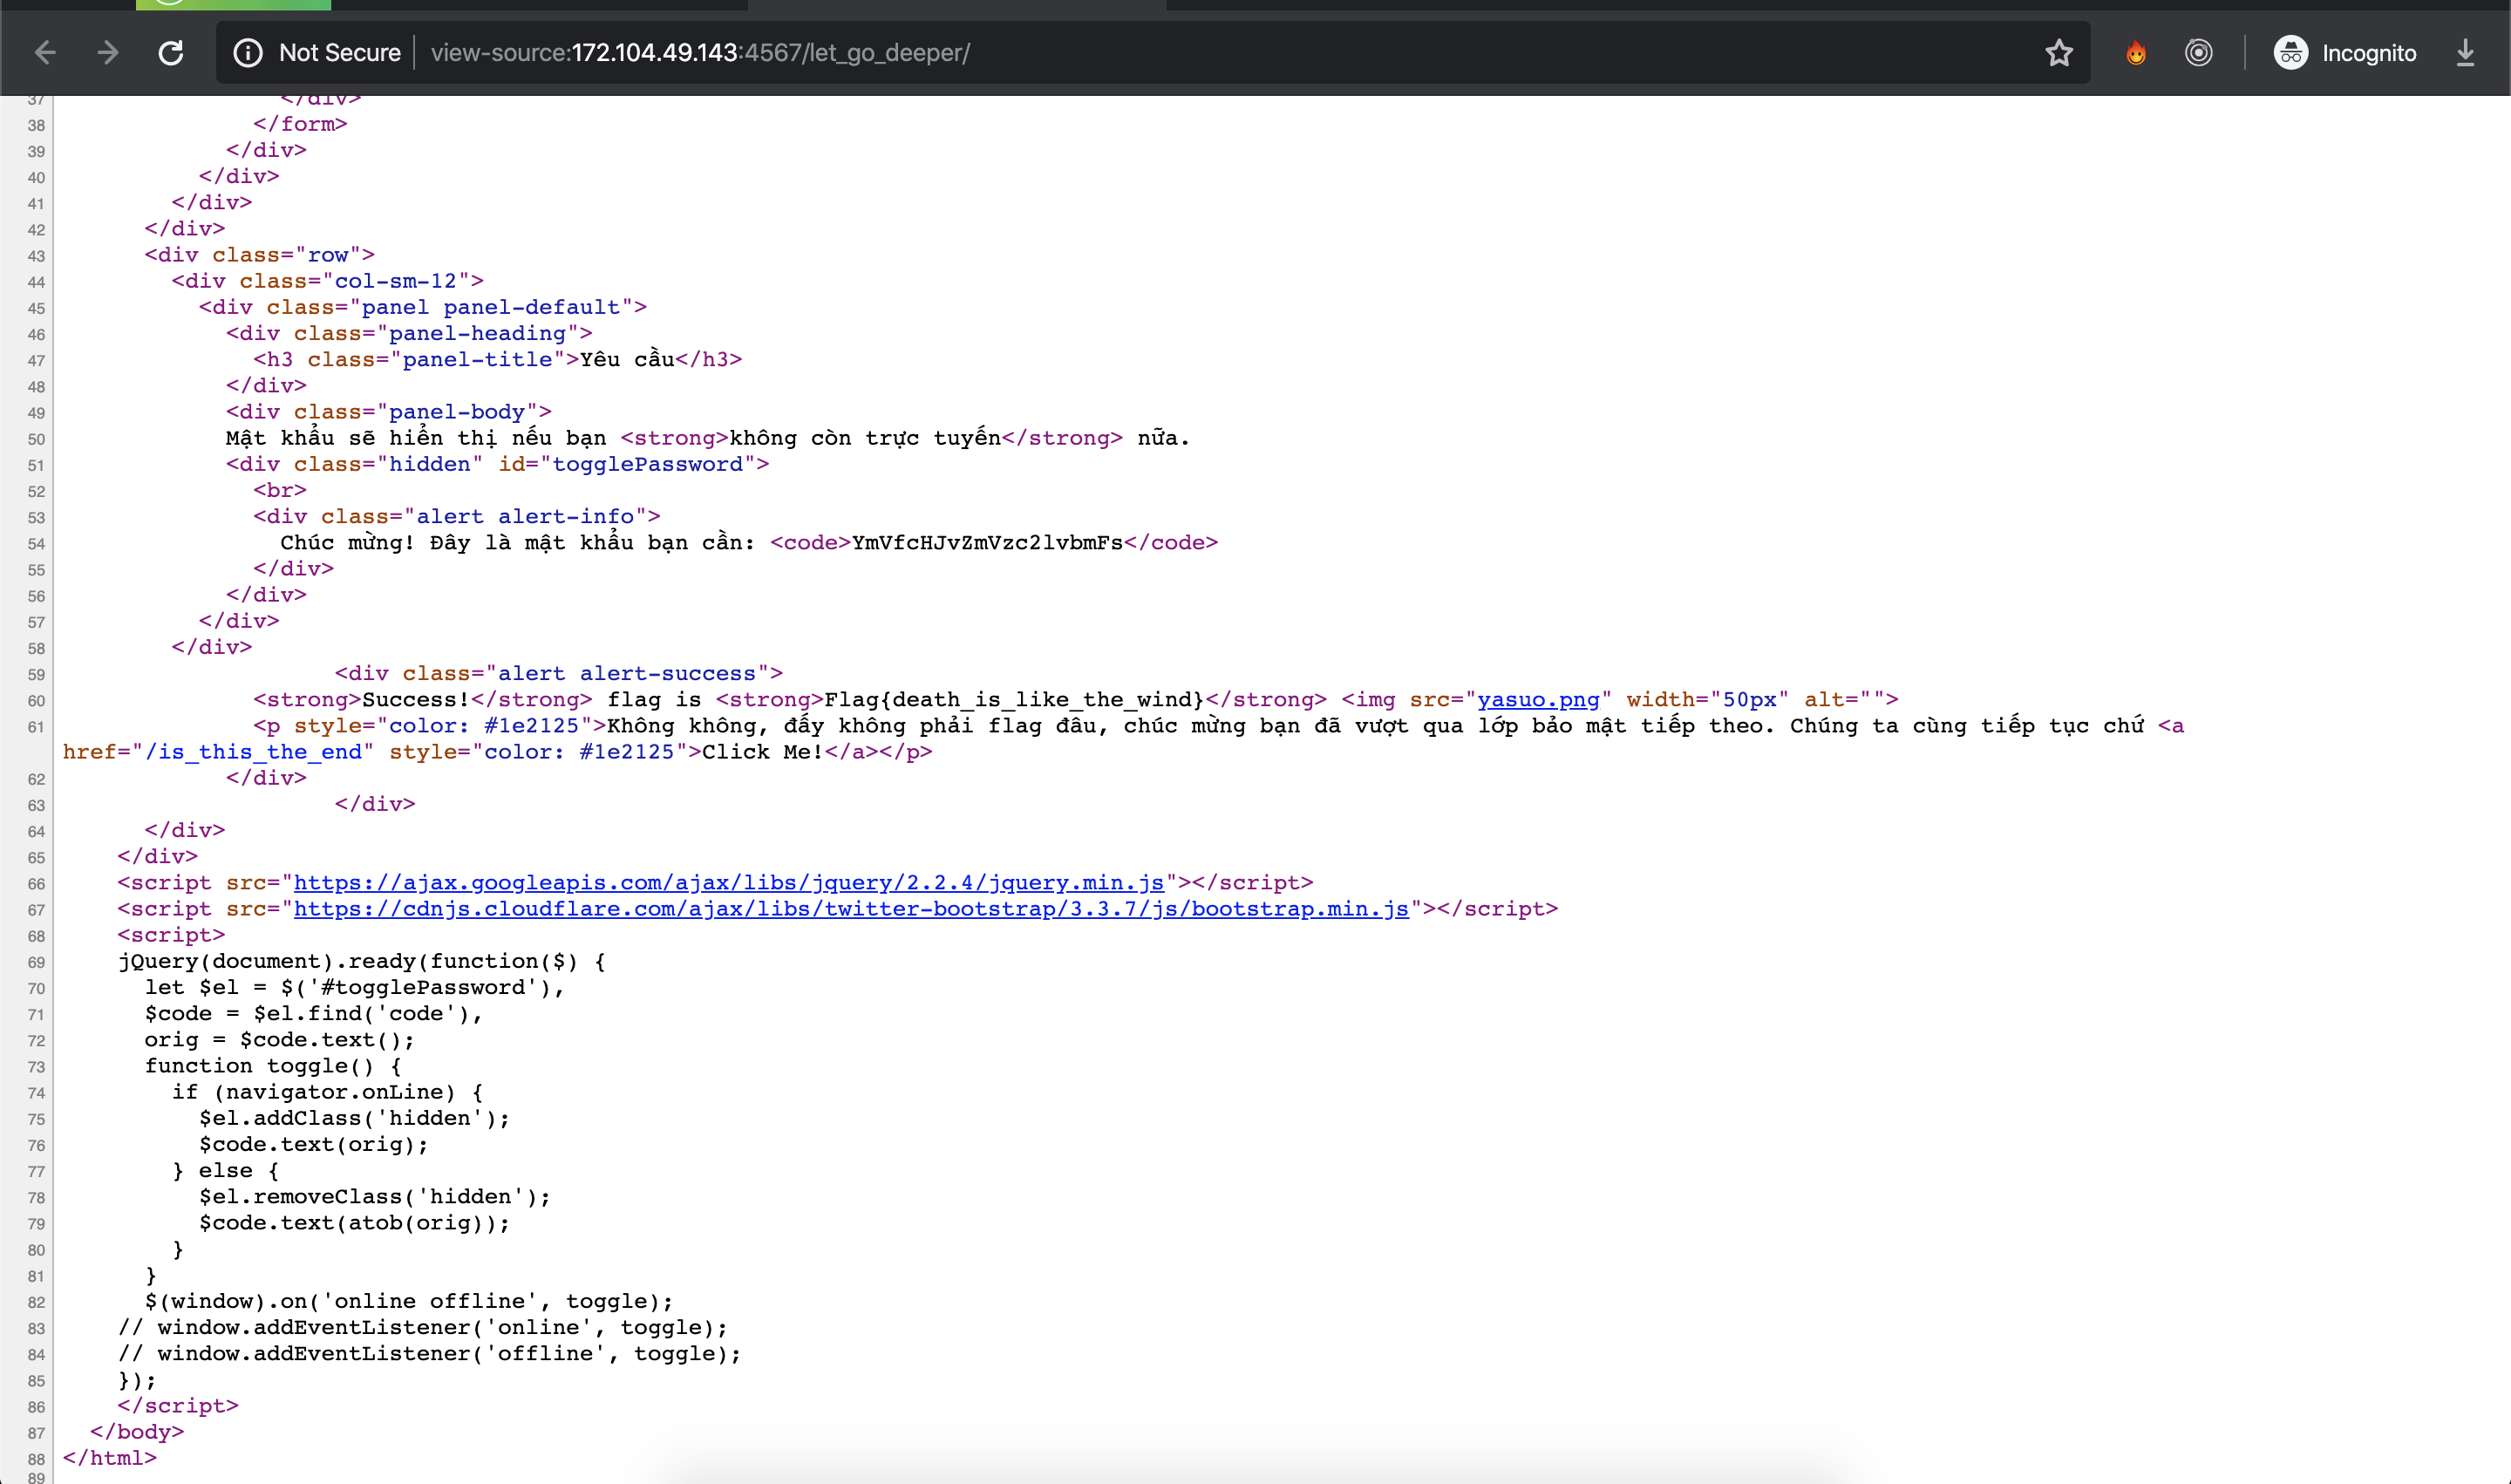 Not Secure view-source:172.104.49.143:4567/let_go_deeper/ Incognito
37 </div>
38 </form>
39 </div>
40 </div>
41 </div>
42 </div>
43 <div class="row">
44 <div class="col-sm-12">
45 <div class="panel panel-default">
46 <div class="panel-heading">
47 <h3 class="panel-title">Yêu cầu</h3>
48 </div>
49 <div class="panel-body">
50 Mật khẩu sẽ hiển thị nếu bạn <strong>không còn trực tuyến</strong> nữa.
51 <div class="hidden" id="togglePassword">
52 <br>
53 <div class="alert alert-info">
54 Chúc mừng! Đây là mật khẩu bạn cần: <code>YmVfcHJvZmVzc2lvbmFs</code>
55 </div>
56 </div>
57 </div>
58 </div>
59 <div class="alert alert-success">
60 <strong>Success!</strong> flag is <strong>Flag{death_is_like_the_wind}</strong> <img src="yasuo.png" width="50px" alt="">
61 <p style="color: #1e2125">Không không, đấy không phải flag đâu, chúc mừng bạn đã vượt qua lớp bảo mật tiếp theo. Chúng ta cùng tiếp tục chứ <a
href="/is_this_the_end" style="color: #1e2125">Click Me!</a></p>
62 </div>
63 </div>
64 </div>
65 </div>
66 <script src="https://ajax.googleapis.com/ajax/libs/jquery/2.2.4/jquery.min.js"></script>
67 <script src="https://cdnjs.cloudflare.com/ajax/libs/twitter-bootstrap/3.3.7/js/bootstrap.min.js"></script>
68 <script>
69 jQuery(document).ready(function($) {
70 let $el = $('#togglePassword'),
71 $code = $el.find('code'),
72 orig = $code.text();
73 function toggle() {
74 if (navigator.onLine) {
75 $el.addClass('hidden');
76 $code.text(orig);
77 } else {
78 $el.removeClass('hidden');
79 $code.text(atob(orig));
80 }
81 }
82 $(window).on('online offline', toggle);
83 // window.addEventListener('online', toggle);
84 // window.addEventListener('offline', toggle);
85 });
86 </script>
87 </body>
88 </html>
89